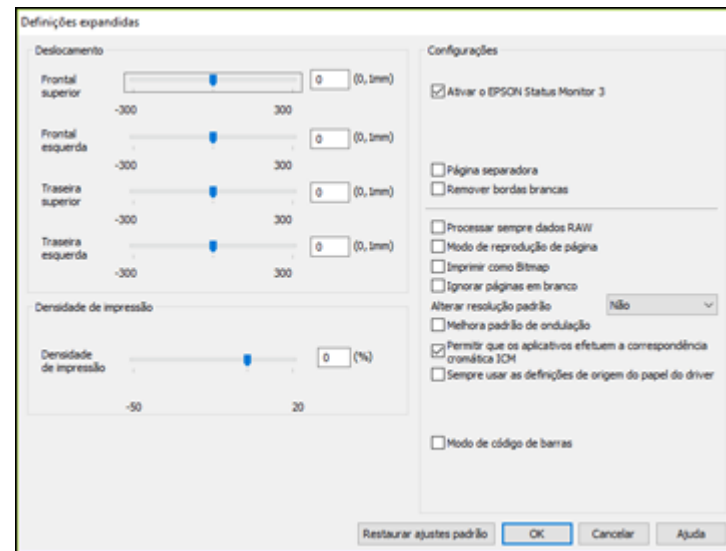 Definições expandidas
Deslocamento
Frontal
superior
0 (0,1mm)
-300 300
Frontal
esquerda
0 (0,1mm)
-300 300
Traseira
superior
0 (0,1mm)
-300 300
Traseira
esquerda
0 (0,1mm)
-300 300
Densidade de impressão
Densidade
de impressão
0 (%)
-50 20
Configurações
Ativar o EPSON Status Monitor 3
Página separadora
Remover bordas brancas
Processar sempre dados RAW
Modo de reprodução de página
Imprimir como Bitmap
Ignorar páginas em branco
Alterar resolução padrão Não
Melhora padrão de ondulação
Permitir que os aplicativos efetuem a correspondência
cromática ICM
Sempre usar as definições de origem do papel do driver
Modo de código de barras
Restaurar ajustes padrão OK Cancelar Ajuda